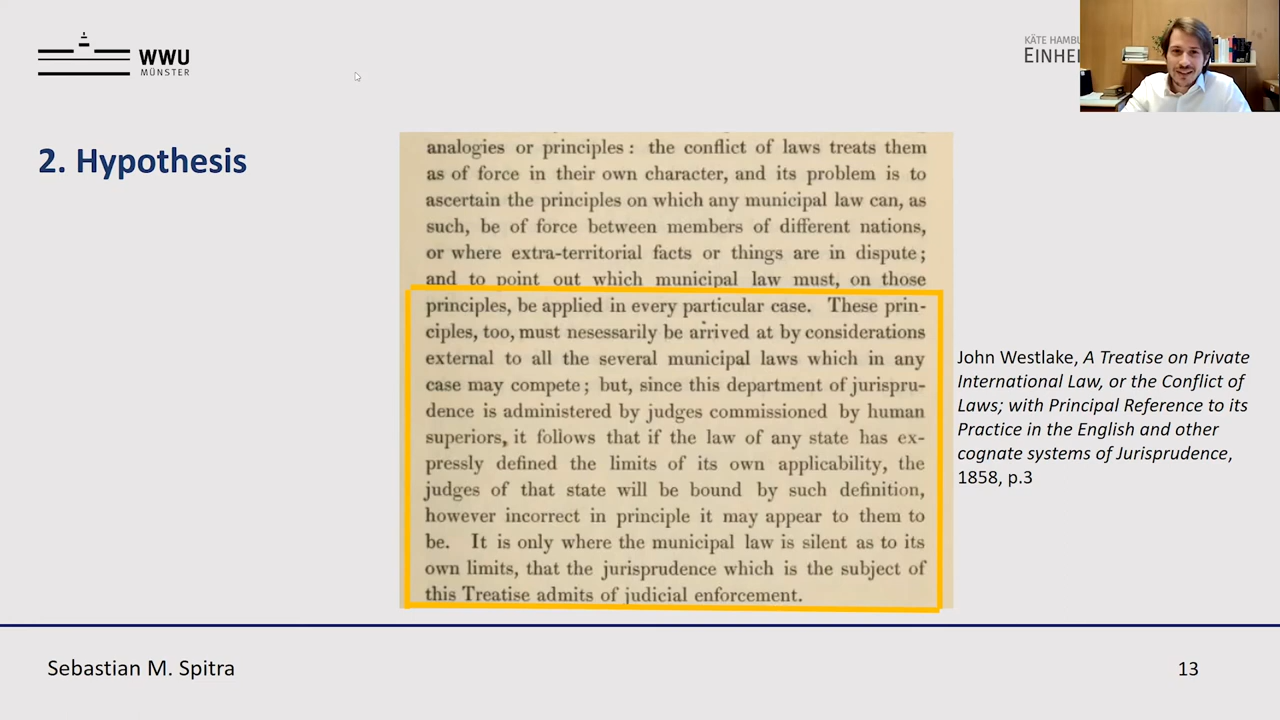 WWU
MÜNSTER
KÄTE HAMBU
EINHEI
2. Hypothesis
analogies or principles : the conflict of laws treats them
as of force in their own character, and its problem is to
ascertain the principles on which any municipal law can, as
such, be of force between members of different nations,
or where extra-territorial facts or things are in dispute ;
and to point out which municipal law must, on those
principles, be applied in every particular case. These prin-
ciples, too, must nesessarily be arrived at by considerations
external to all the several municipal laws which in any
case may compete ; but, since this department of jurispru-
dence is administered by judges commissioned by human
superiors, it follows that if the law of any state has ex-
pressly defined the limits of its own applicability, the
judges of that state will be bound by such definition,
however incorrect in principle it may appear to them to
be. It is only where the municipal law is silent as to its
own limits, that the jurisprudence which is the subject of
this Treatise admits of judicial enforcement.
John Westlake, A Treatise on Private
International Law, or the Conflict of
Laws; with Principal Reference to its
Practice in the English and other
cognate systems of Jurisprudence,
1858, p.3
Sebastian M. Spitra
13